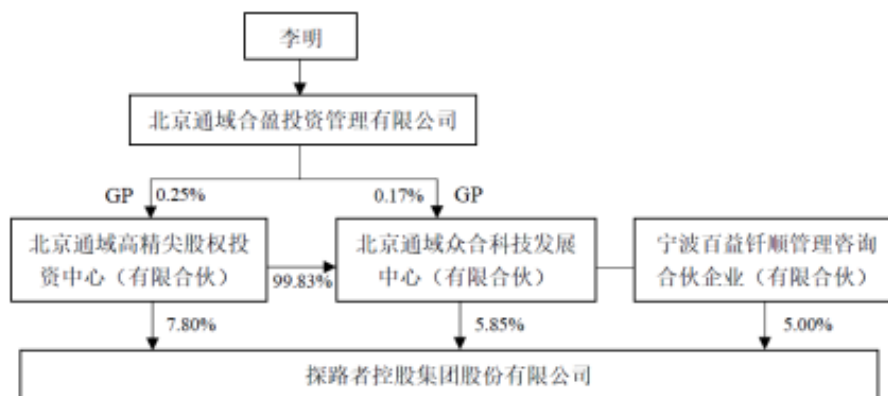 李明
北京通域合盈投资管理有限公司
GP
0.25%
0.17%
GP
北京通域高精尖股权投
资中心（有限合伙）
99.83%
北京通域众合科技发展
中心（有限合伙）
宁波百益钎顺管理咨询
合伙企业（有限合伙）
7.80%
5.85%
5.00%
探路者控股集团股份有限公司